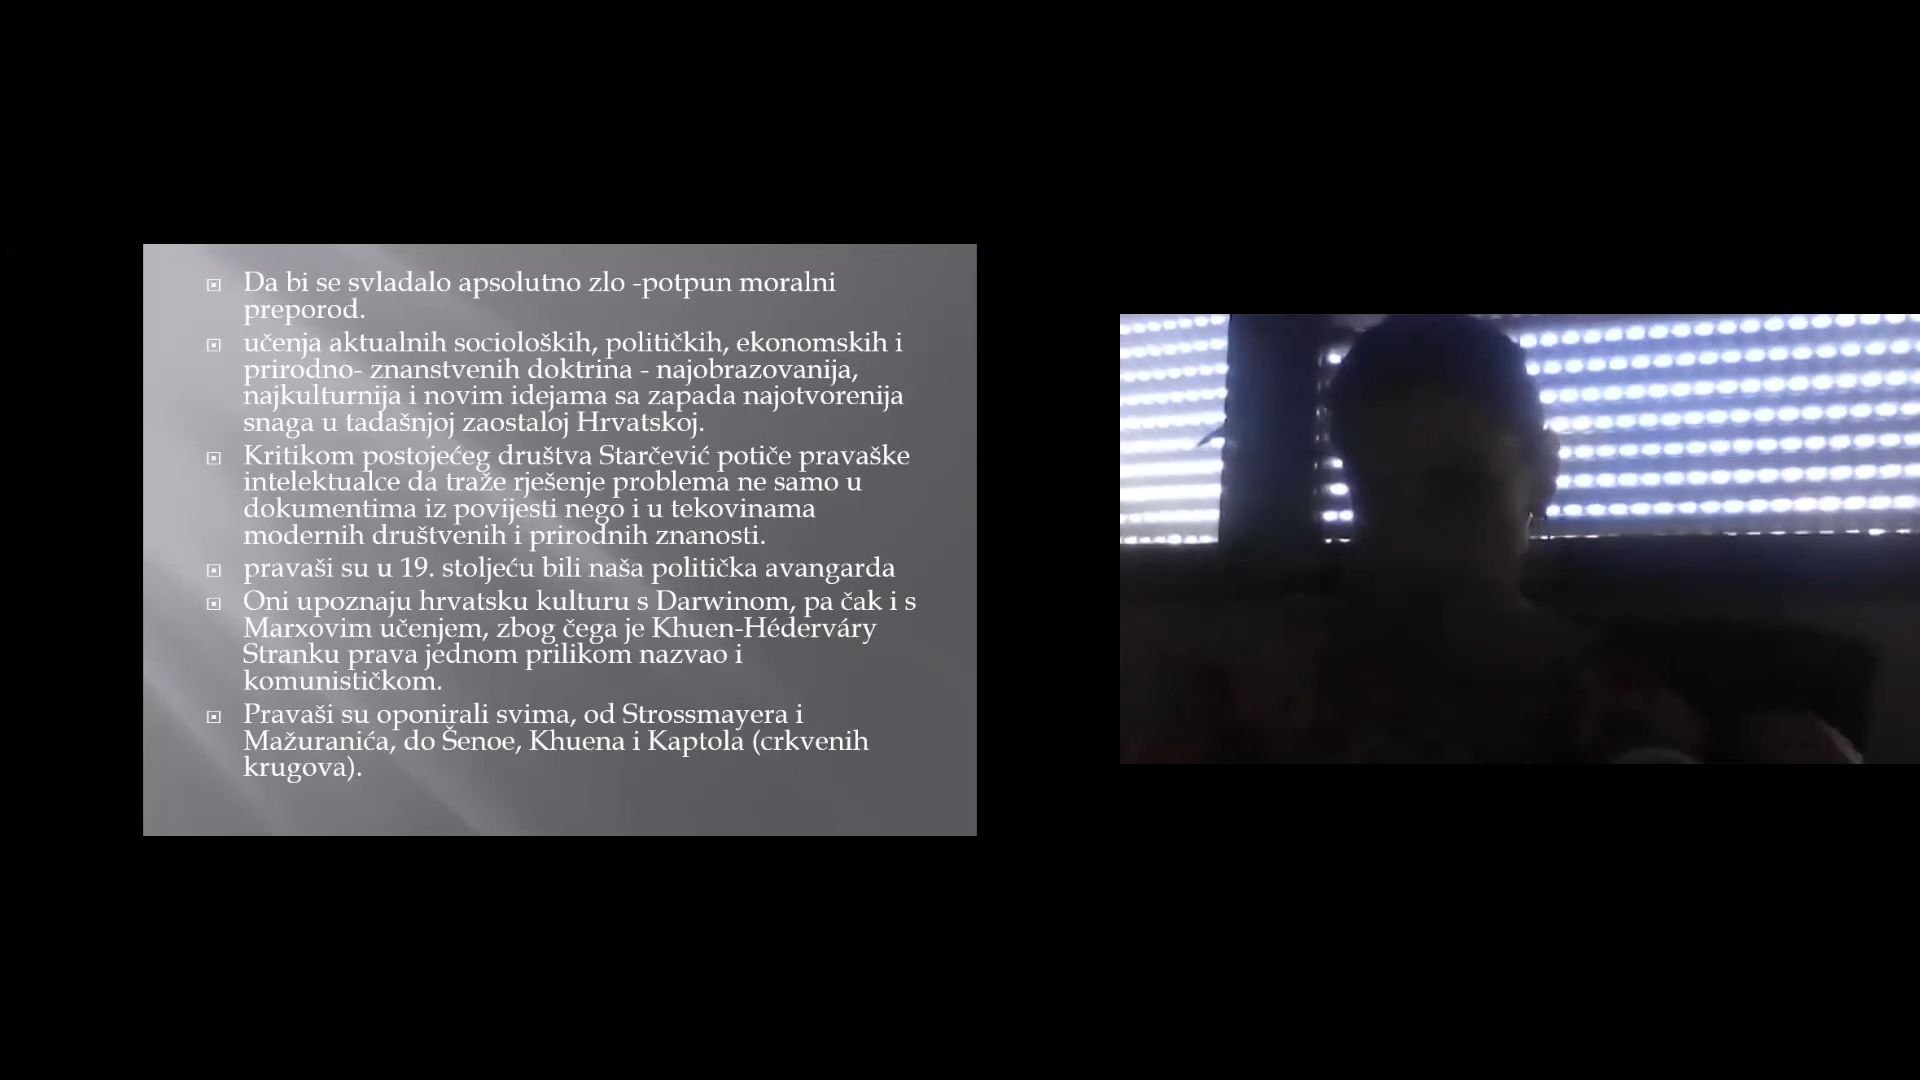 Da bi se svladalo apsolutno zlo -potpun moralni
preporod.
učenja aktualnih socioloških, političkih, ekonomskih i
prirodno- znanstvenih doktrina - najobrazovanija,
najkulturnija i novim idejama sa zapada najotvorenija
snaga u tadašnjoj zaostaloj Hrvatskoj.
Kritikom postojećeg društva Starčević potiče pravaške
intelektualce da traže rješenje problema ne samo u
dokumentima iz povijesti nego i u tekovinama
modernih društvenih i prirodnih znanosti.
pravaši su u 19. stoljeću bili naša politička avangarda
Oni upoznaju hrvatsku kulturu s Darwinom, pa čak i s
Marxovim učenjem, zbog čega je Khuen-Héderváry
Stranku prava jednom prilikom nazvao i
komunističkom.
Pravaši su oponirali svima, od Strossmayera i
Mažuranića, do Šenoe, Khuena i Kaptola (crkvenih
krugova).